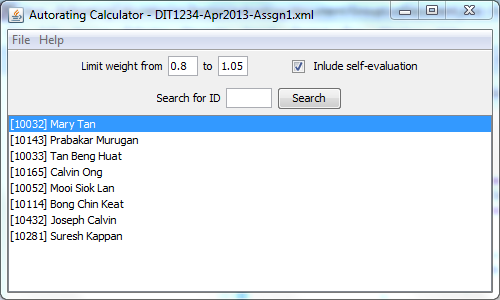 Autorating Calculator - DIT1234-Apr2013-Assgn1.xml
File Help
Limit weight from 0.8 to 1.05 Inlude self-evaluation
Search for ID Search
[10032] Mary Tan
[10143] Prabakar Murugan
[10033] Tan Beng Huat
[10165] Calvin Ong
[10052] Mooi Siok Lan
[10114] Bong Chin Keat
[10432] Joseph Calvin
[10281] Suresh Kappan